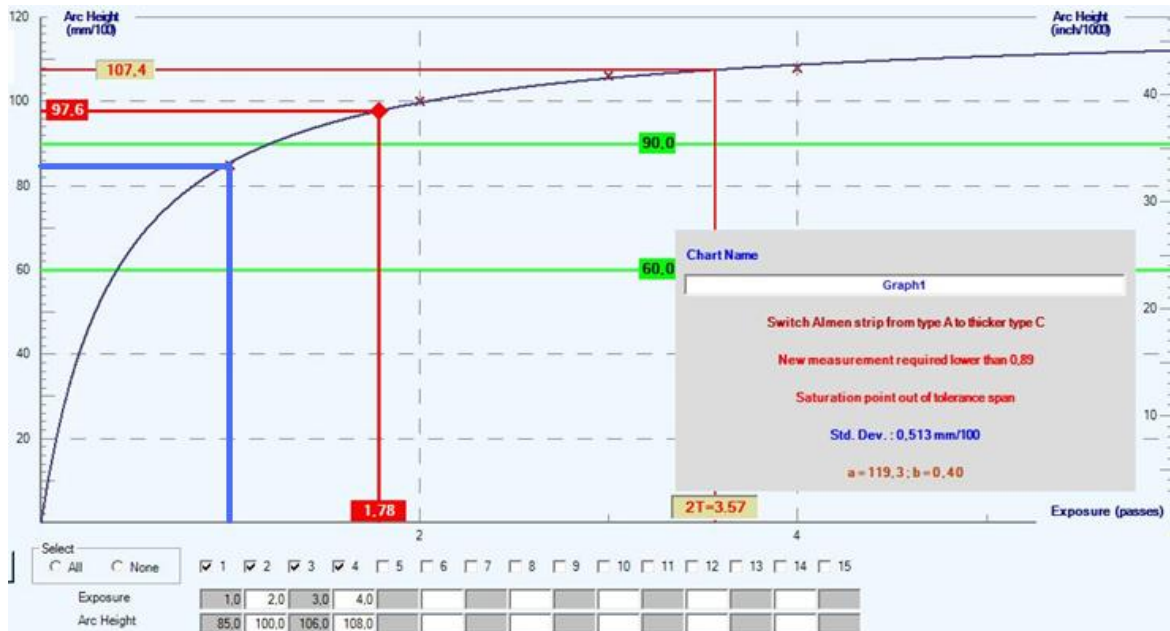 120
Arc Height
(mm/100)
Arc Height
(inch/1000)
107,4
100
97,6
40
90,0
80
30
60
60,0
Chart Name
Graph1
20
Switch Almen strip from type A to thicker type C
New measurement required lower than 0,89
40
Saturation point out of tolerance span
10
20
Std. Dev. : 0,513 mm/100
a = 119,3 ; b = 0,40
1,78
2T=3.57
Exposure (passes)
2
4
Select
All None
1 2 3 4 5 6 7 8 9 10 11 12 13 14 15
Exposure 1,0 2,0 3,0 4,0
Arc Height 85,0 100,0 106,0 108,0